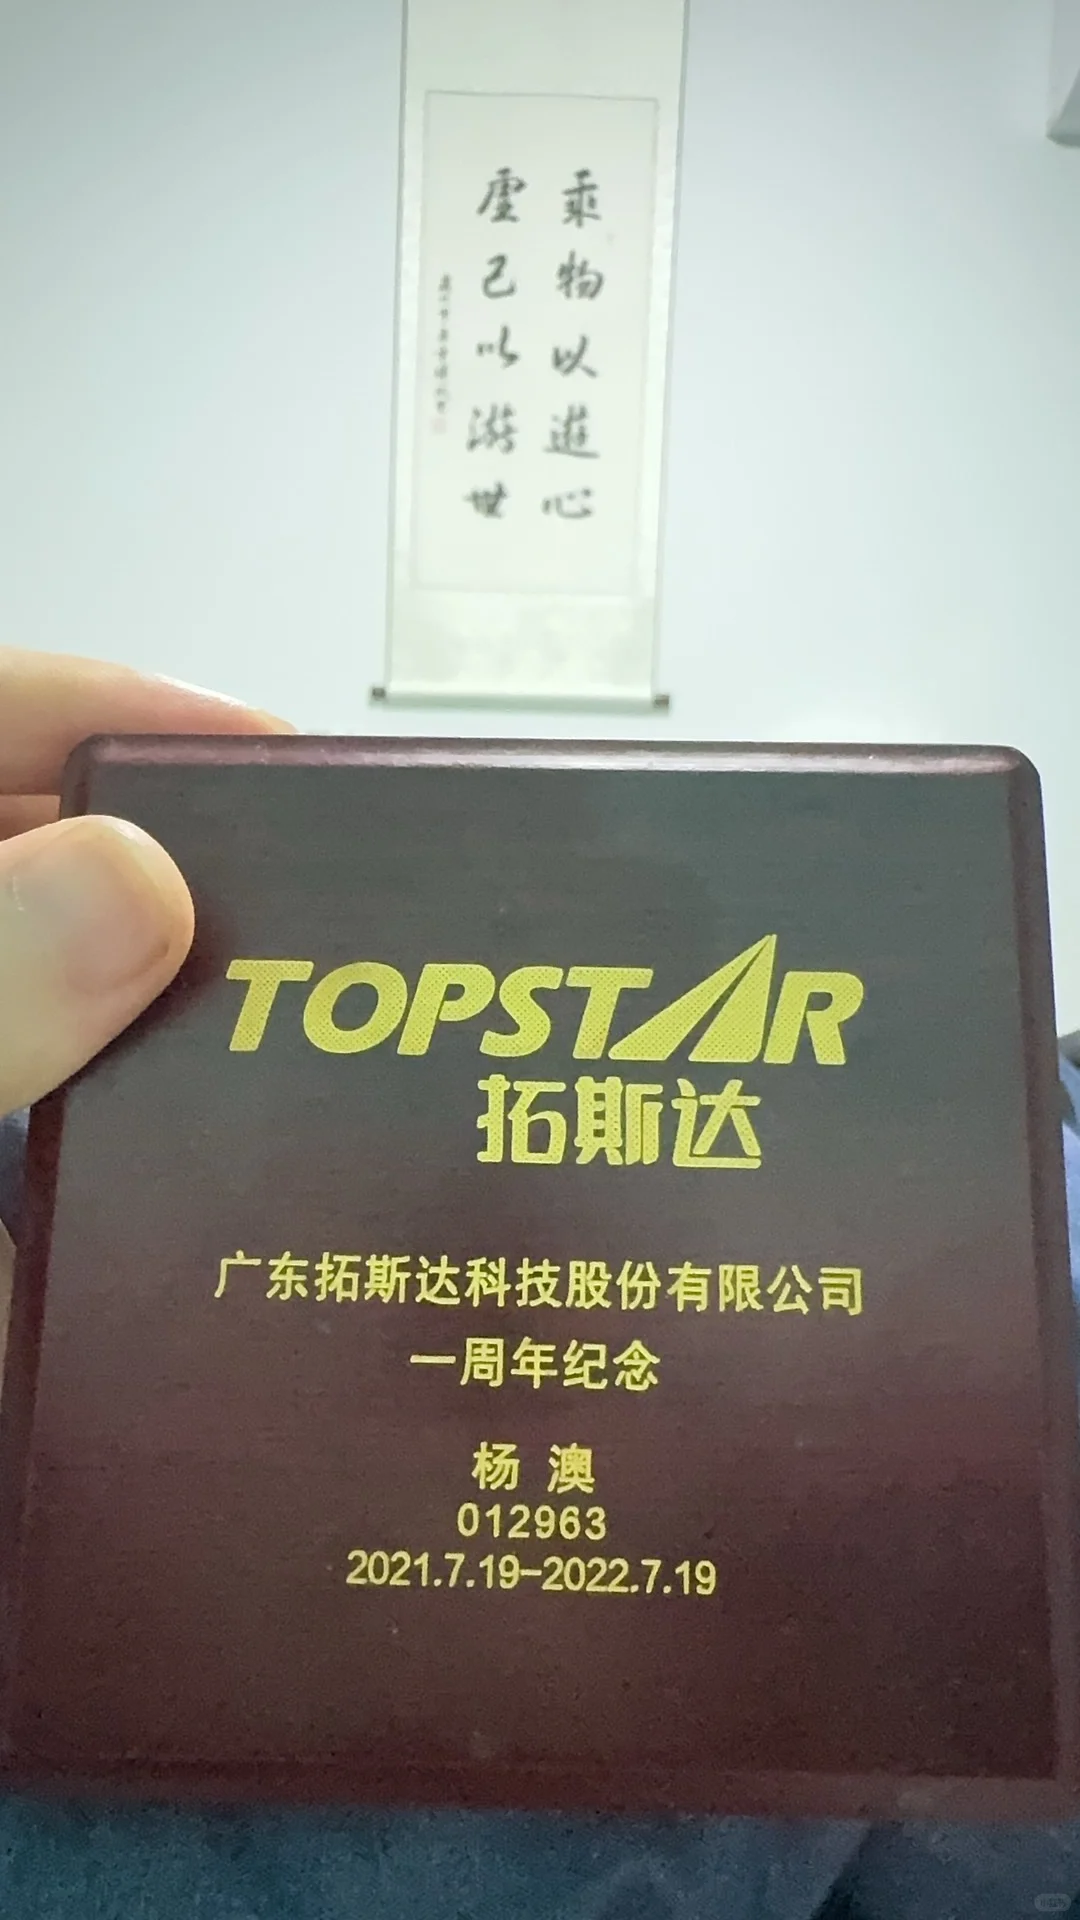 乘物以遊心
虚己以游世
TOPSTAR
拓斯达
广东拓斯达科技股份有限公司
一周年纪念
杨 澳
012963
2021.7.19-2022.7.19